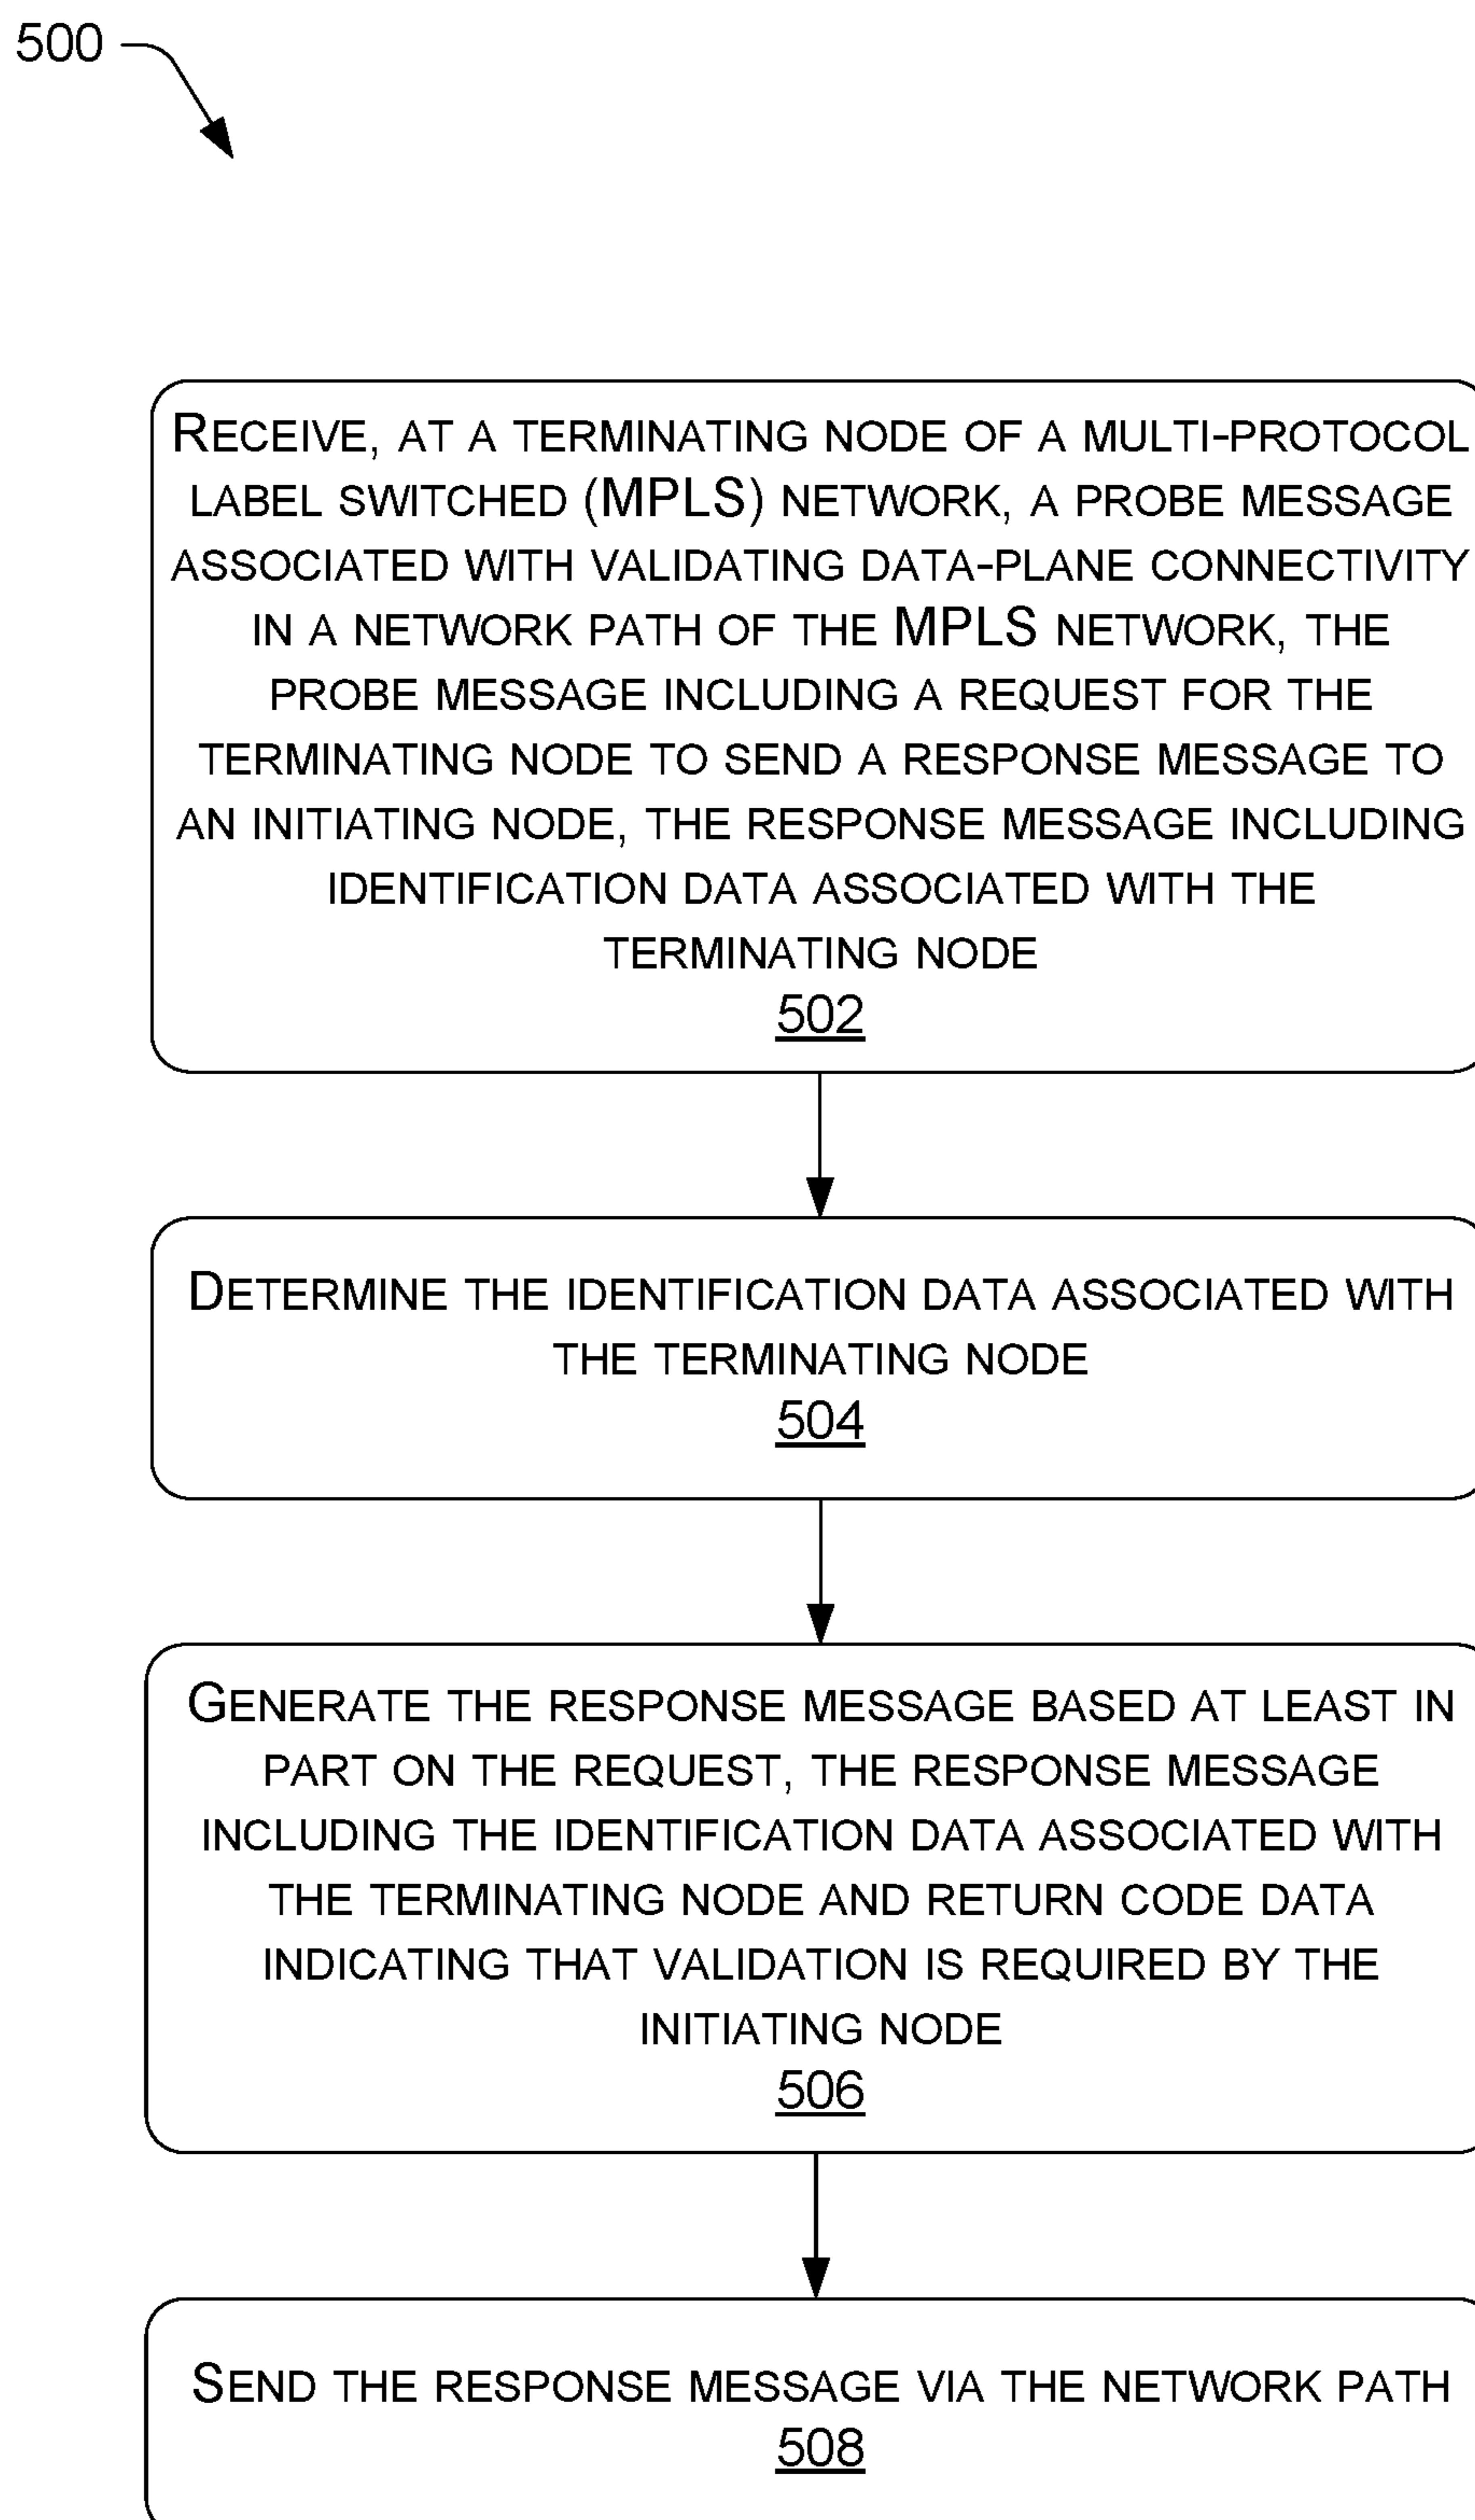 500
RECEIVE, AT A TERMINATING NODE OF A MULTI-PROTOCOL
LABEL SWITCHED (MPLS) NETWORK, A PROBE MESSAGE
ASSOCIATED WITH VALIDATING DATA-PLANE CONNECTIVITY
IN A NETWORK PATH OF THE MPLS NETWORK, THE
PROBE MESSAGE INCLUDING A REQUEST FOR THE
TERMINATING NODE TO SEND A RESPONSE MESSAGE TO
AN INITIATING NODE, THE RESPONSE MESSAGE INCLUDING
IDENTIFICATION DATA ASSOCIATED WITH THE
TERMINATING NODE
502
DETERMINE THE IDENTIFICATION DATA ASSOCIATED WITH
THE TERMINATING NODE
504
GENERATE THE RESPONSE MESSAGE BASED AT LEAST IN
PART ON THE REQUEST, THE RESPONSE MESSAGE
INCLUDING THE IDENTIFICATION DATA ASSOCIATED WITH
THE TERMINATING NODE AND RETURN CODE DATA
INDICATING THAT VALIDATION IS REQUIRED BY THE
INITIATING NODE
506
SEND THE RESPONSE MESSAGE VIA THE NETWORK PATH
508